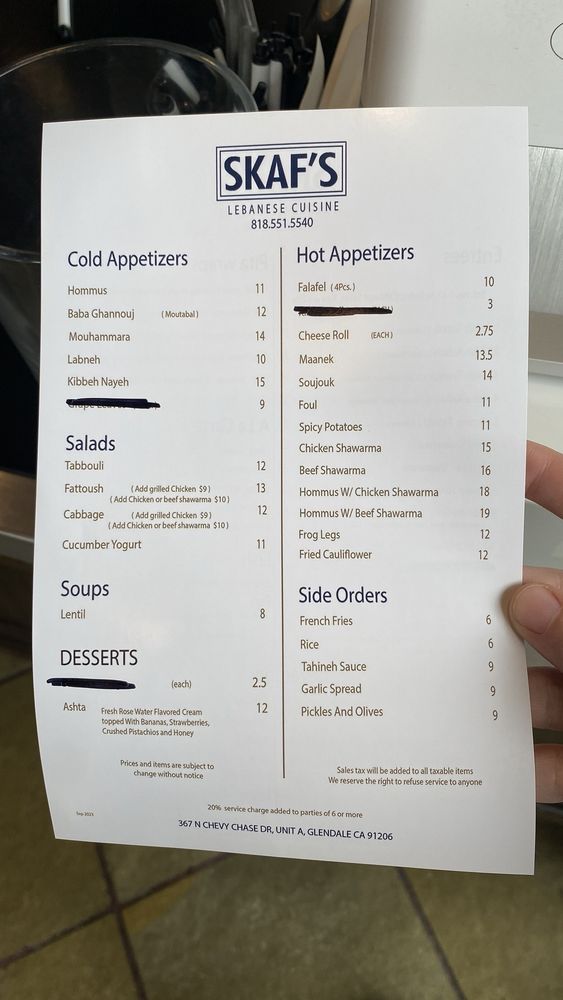 SKAF'S
LEBANESE CUISINE
818.551.5540
Cold Appetizers
Hommus 11
Baba Ghannouj (Moutabal) 12
Mouhammara 14
Labneh 10
Kibbeh Nayeh 15
9
Salads
Tabbouli 12
Fattoush (Add grilled Chicken $9) 13
(Add Chicken or beef shawarma $10)
Cabbage (Add grilled Chicken $9) 12
(Add Chicken or beef shawarma $10)
Cucumber Yogurt 11
Soups
Lentil 8
DESSERTS
(each) 2.5
Ashta Fresh Rose Water Flavored Cream 12
topped With Bananas, Strawberries,
Crushed Pistachios and Honey
Prices and items are subject to
change without notice
Hot Appetizers
Falafel (4Pcs.) 10
3
Cheese Roll (EACH) 2.75
Maanek 13.5
Soujouk 14
Foul 11
Spicy Potatoes 11
Chicken Shawarma 15
Beef Shawarma 16
Hommus W/ Chicken Shawarma 18
Hommus W/ Beef Shawarma 19
Frog Legs 12
Fried Cauliflower 12
Side Orders
French Fries 6
Rice 6
Tahineh Sauce 9
Garlic Spread 9
Pickles And Olives 9
Sales tax will be added to all taxable items
We reserve the right to refuse service to anyone
20% service charge added to parties of 6 or more
Sep 2023
367 N CHEVY CHASE DR, UNIT A, GLENDALE CA 91206